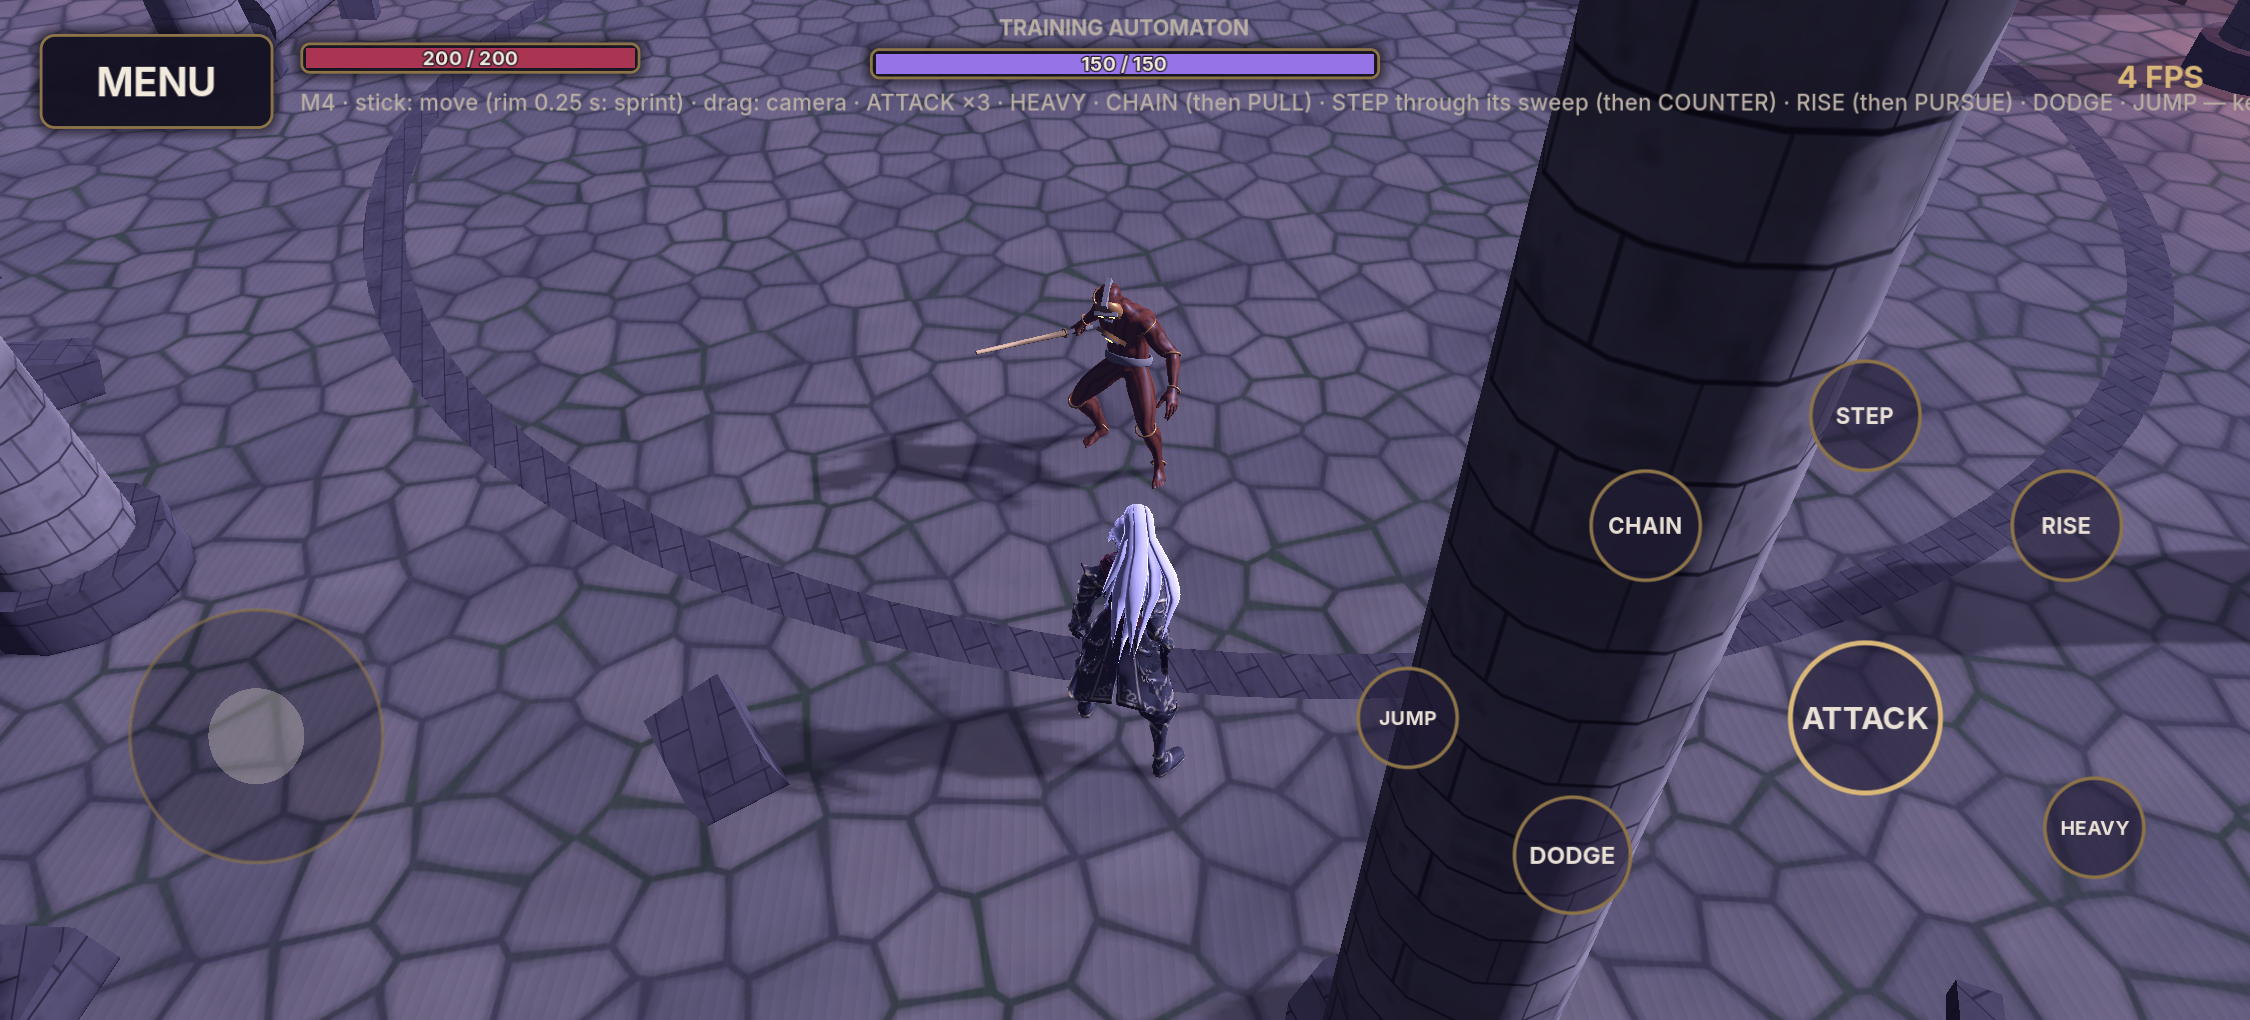 TRAINING AUTOMATON
MENU
200 / 200
150 / 150
4 FPS
M4 · stick: move (rim 0.25 s: sprint) · drag: camera · ATTACK ×3 · HEAVY · CHAIN (then PULL) · STEP through its sweep (then COUNTER) · RISE (then PURSUE) · DODGE · JUMP —
STEP
CHAIN
RISE
JUMP
ATTACK
HEAVY
DODGE